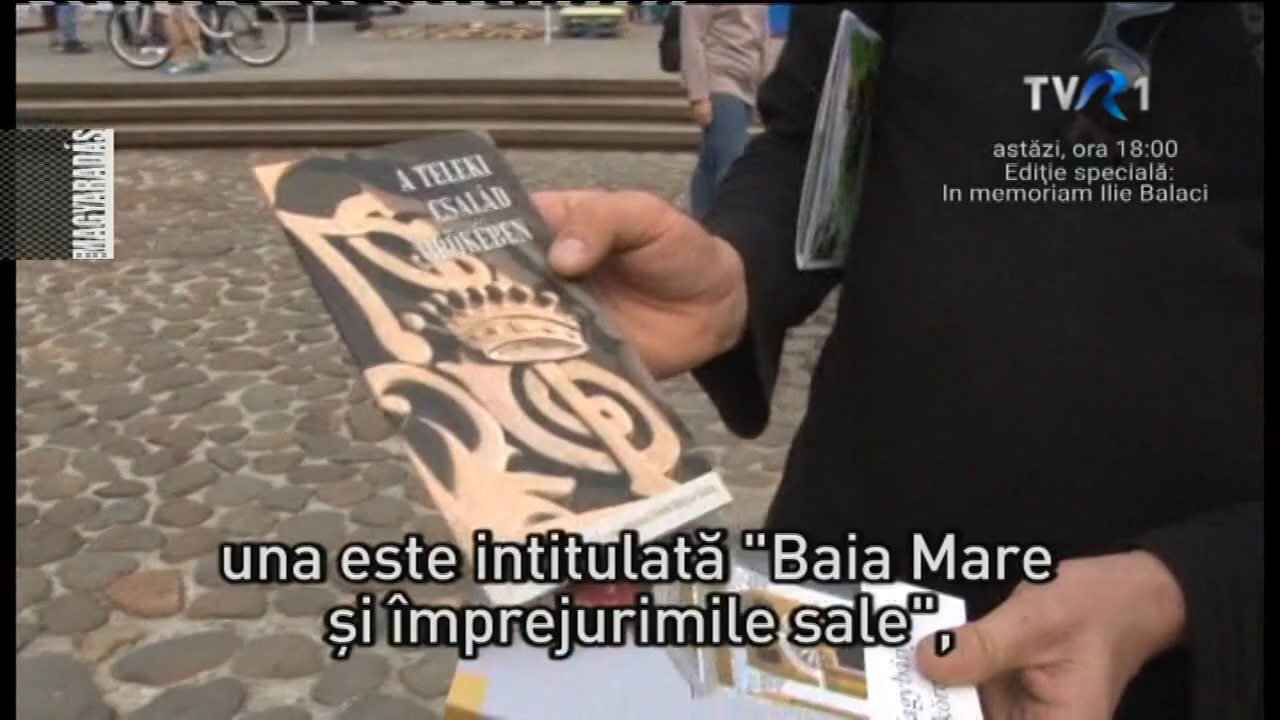 TVR1
astăzi, ora 18:00
Ediţie specială:
In memoriam Ilie Balaci
MAGYARADÁS
A TELEKI
CSALÁD
una este intitulată "Baia Mare
și împrejurimile sale",